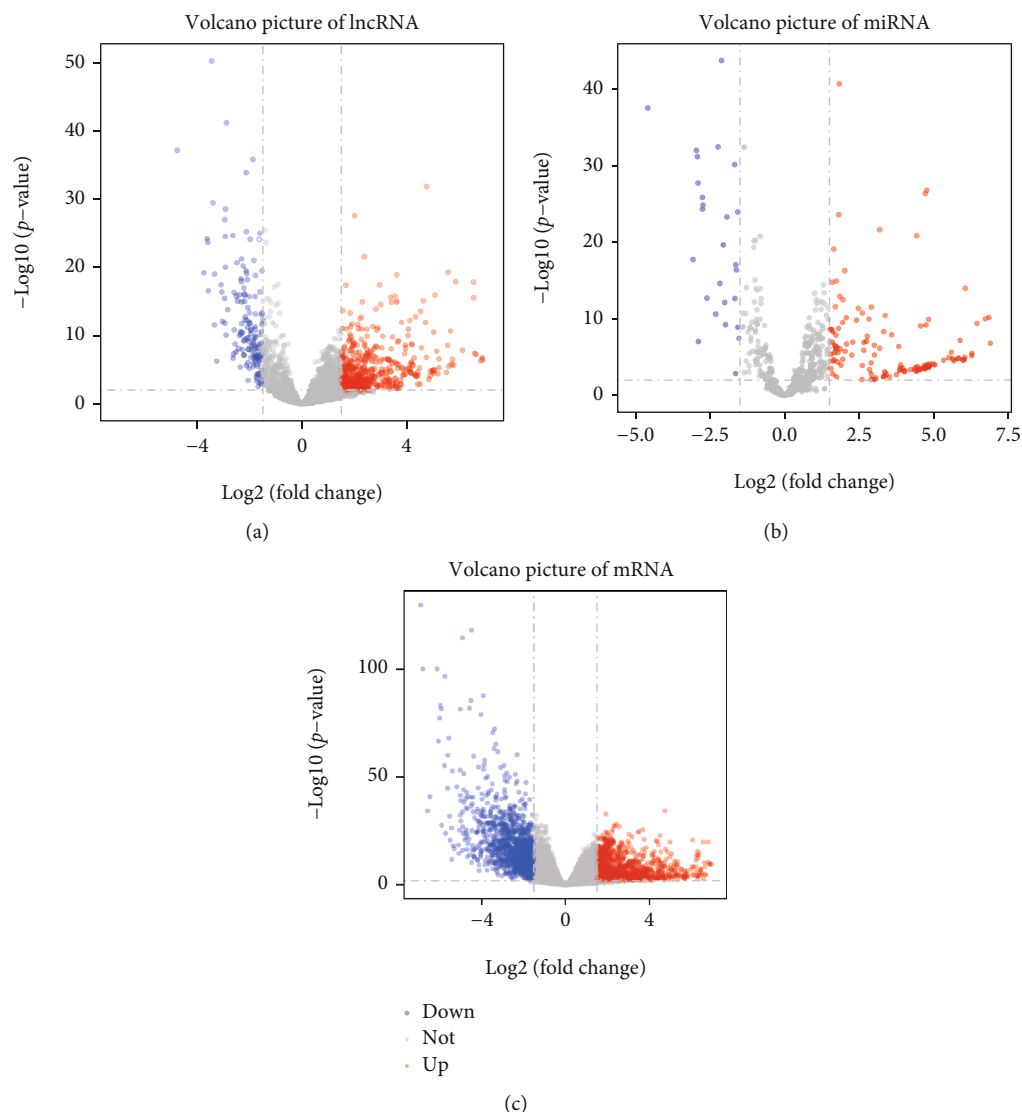 Volcano picture of lncRNA
50
40
30
20
10
0
−Log10 (p−value)
−4
0
4
Log2 (fold change)
(a)
Volcano picture of miRNA
40
30
20
10
0
−Log10 (p−value)
−5.0
−2.5
0.0
2.5
5.0
7.5
Log2 (fold change)
(b)
Volcano picture of mRNA
100
50
0
−Log10 (p−value)
−4
0
4
Log2 (fold change)
Down
Not
Up
(c)